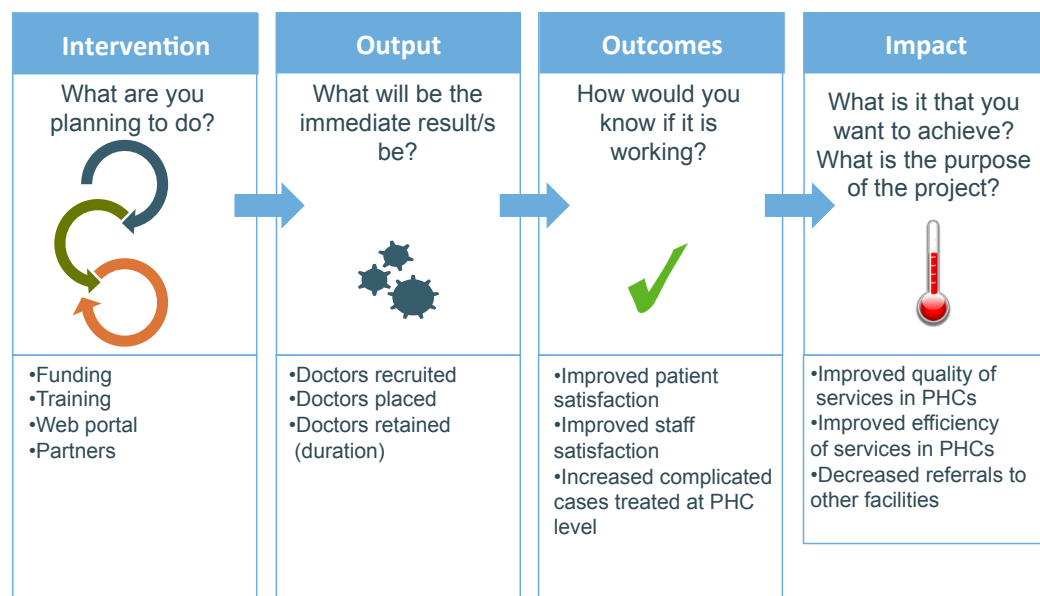 Intervention
What are you
planning to do?
•Funding
•Training
•Web portal
•Partners
Output
What will be the
immediate result/s
be?
•Doctors recruited
•Doctors placed
•Doctors retained
(duration)
Outcomes
How would you
know if it is
working?
•Improved patient
satisfaction
•Improved staff
satisfaction
•Increased complicated
cases treated at PHC
level
Impact
What is it that you
want to achieve?
What is the purpose
of the project?
•Improved quality of
services in PHCs
•Improved efficiency
of services in PHCs
•Decreased referrals to
other facilities